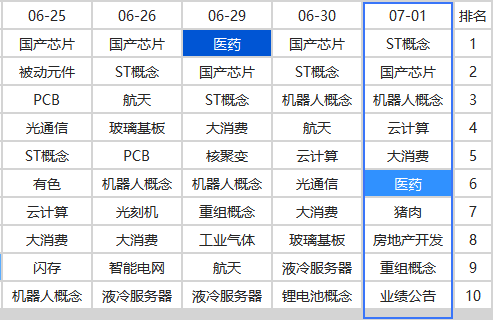 06-25 06-26 06-29 06-30 07-01 排名
国产芯片 国产芯片 医药 国产芯片 ST概念 1
被动元件 ST概念 国产芯片 ST概念 国产芯片 2
PCB 航天 ST概念 机器人概念 机器人概念 3
光通信 玻璃基板 大消费 航天 云计算 4
ST概念 PCB 核聚变 云计算 大消费 5
有色 机器人概念 机器人概念 光通信 医药 6
云计算 光刻机 重组概念 大消费 猪肉 7
大消费 大消费 工业气体 玻璃基板 房地产开发 8
闪存 智能电网 航天 液冷服务器 重组概念 9
机器人概念 液冷服务器 液冷服务器 锂电池概念 业绩公告 10